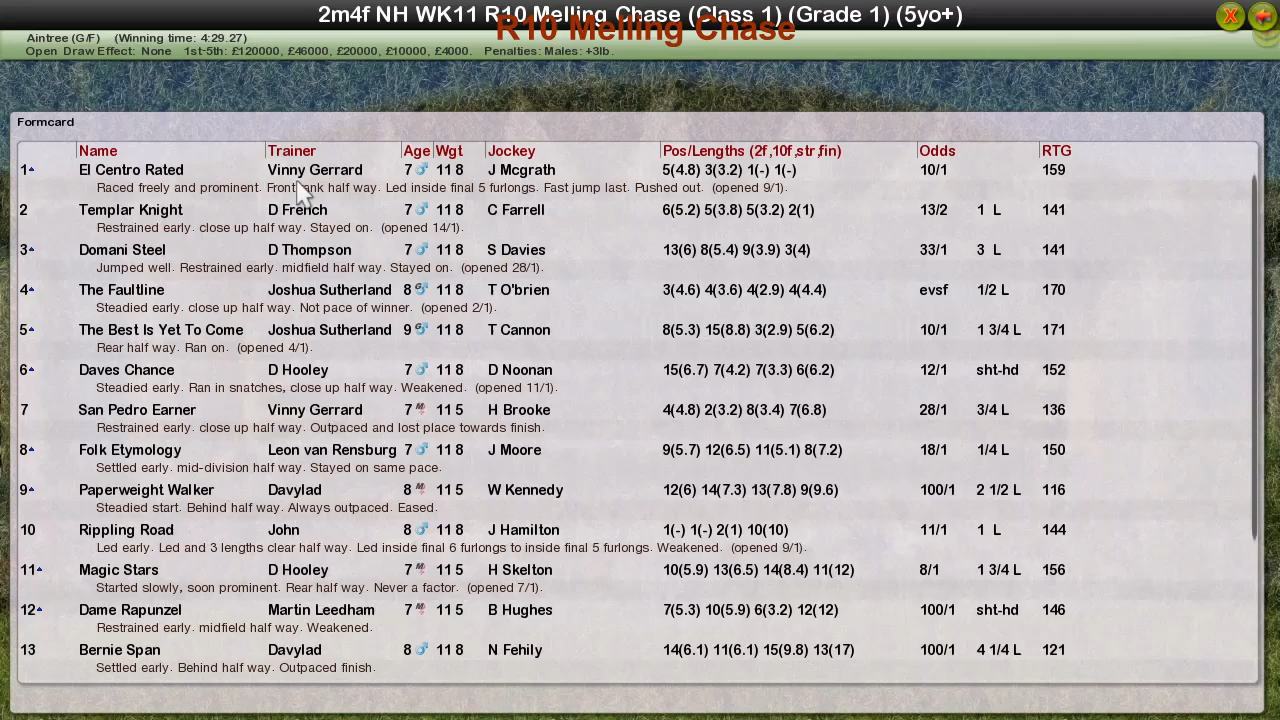 2m4f NH WK11 R10 Melling Chase (Class 1) (Grade 1) (5yo+)
R10 Melling Chase
Aintree (G/F) (Winning time: 4:29.27)
Open Draw Effect: None 1st-5th: £120000, £46000, £20000, £10000, £4000. Penalties: Males: +3lb.
Formcard
Name Trainer Age Wgt Jockey Pos/Lengths (2f,10f,str,fin) Odds RTG
1 El Centro Rated Vinny Gerrard 7 11 8 J Mcgrath 5(4.8) 3(3.2) 1(-) 1(-) 10/1 159
Raced freely and prominent. Front rank half way. Led inside final 5 furlongs. Fast jump last. Pushed out. (opened 9/1).
2 Templar Knight D French 7 11 8 C Farrell 6(5.2) 5(3.8) 5(3.2) 2(1) 13/2 1 L 141
Restrained early. close up half way. Stayed on. (opened 14/1).
3 Domani Steel D Thompson 7 11 8 S Davies 13(6) 8(5.4) 9(3.9) 3(4) 33/1 3 L 141
Jumped well. Restrained early. midfield half way. Stayed on. (opened 28/1).
4 The Faultline Joshua Sutherland 8 11 8 T O'brien 3(4.6) 4(3.6) 4(2.9) 4(4.4) evsf 1/2 L 170
Steadied early. close up half way. Not pace of winner. (opened 2/1).
5 The Best Is Yet To Come Joshua Sutherland 9 11 8 T Cannon 8(5.3) 15(8.8) 3(2.9) 5(6.2) 10/1 1 3/4 L 171
Rear half way. Ran on. (opened 4/1).
6 Daves Chance D Hooley 7 11 8 D Noonan 15(6.7) 7(4.2) 7(3.3) 6(6.2) 12/1 sht-hd 152
Steadied early. Ran in snatches, close up half way. Weakened. (opened 11/1).
7 San Pedro Earner Vinny Gerrard 7 11 5 H Brooke 4(4.8) 2(3.2) 8(3.4) 7(6.8) 28/1 3/4 L 136
Restrained early. close up half way. Outpaced and lost place towards finish.
8 Folk Etymology Leon van Rensburg 7 11 8 J Moore 9(5.7) 12(6.5) 11(5.1) 8(7.2) 18/1 1/4 L 150
Settled early. mid-division half way. Stayed on same pace.
9 Paperweight Walker Davylad 8 11 5 W Kennedy 12(6) 14(7.3) 13(7.8) 9(9.6) 100/1 2 1/2 L 116
Steadied start. Behind half way. Always outpaced. Eased.
10 Rippling Road John 8 11 8 J Hamilton 1(-) 1(-) 2(1) 10(10) 11/1 1 L 144
Led early. Led and 3 lengths clear half way. Led inside final 6 furlongs to inside final 5 furlongs. Weakened. (opened 9/1).
11 Magic Stars D Hooley 7 11 5 H Skelton 10(5.9) 13(6.5) 14(8.4) 11(12) 8/1 1 3/4 L 156
Started slowly, soon prominent. Rear half way. Never a factor. (opened 7/1).
12 Dame Rapunzel Martin Leedham 7 11 5 B Hughes 7(5.3) 10(5.9) 6(3.2) 12(12) 100/1 sht-hd 146
Restrained early. midfield half way. Weakened.
13 Bernie Span Davylad 8 11 8 N Fehily 14(6.1) 11(6.1) 15(9.8) 13(17) 100/1 4 1/4 L 121
Settled early. Behind half way. Outpaced finish.